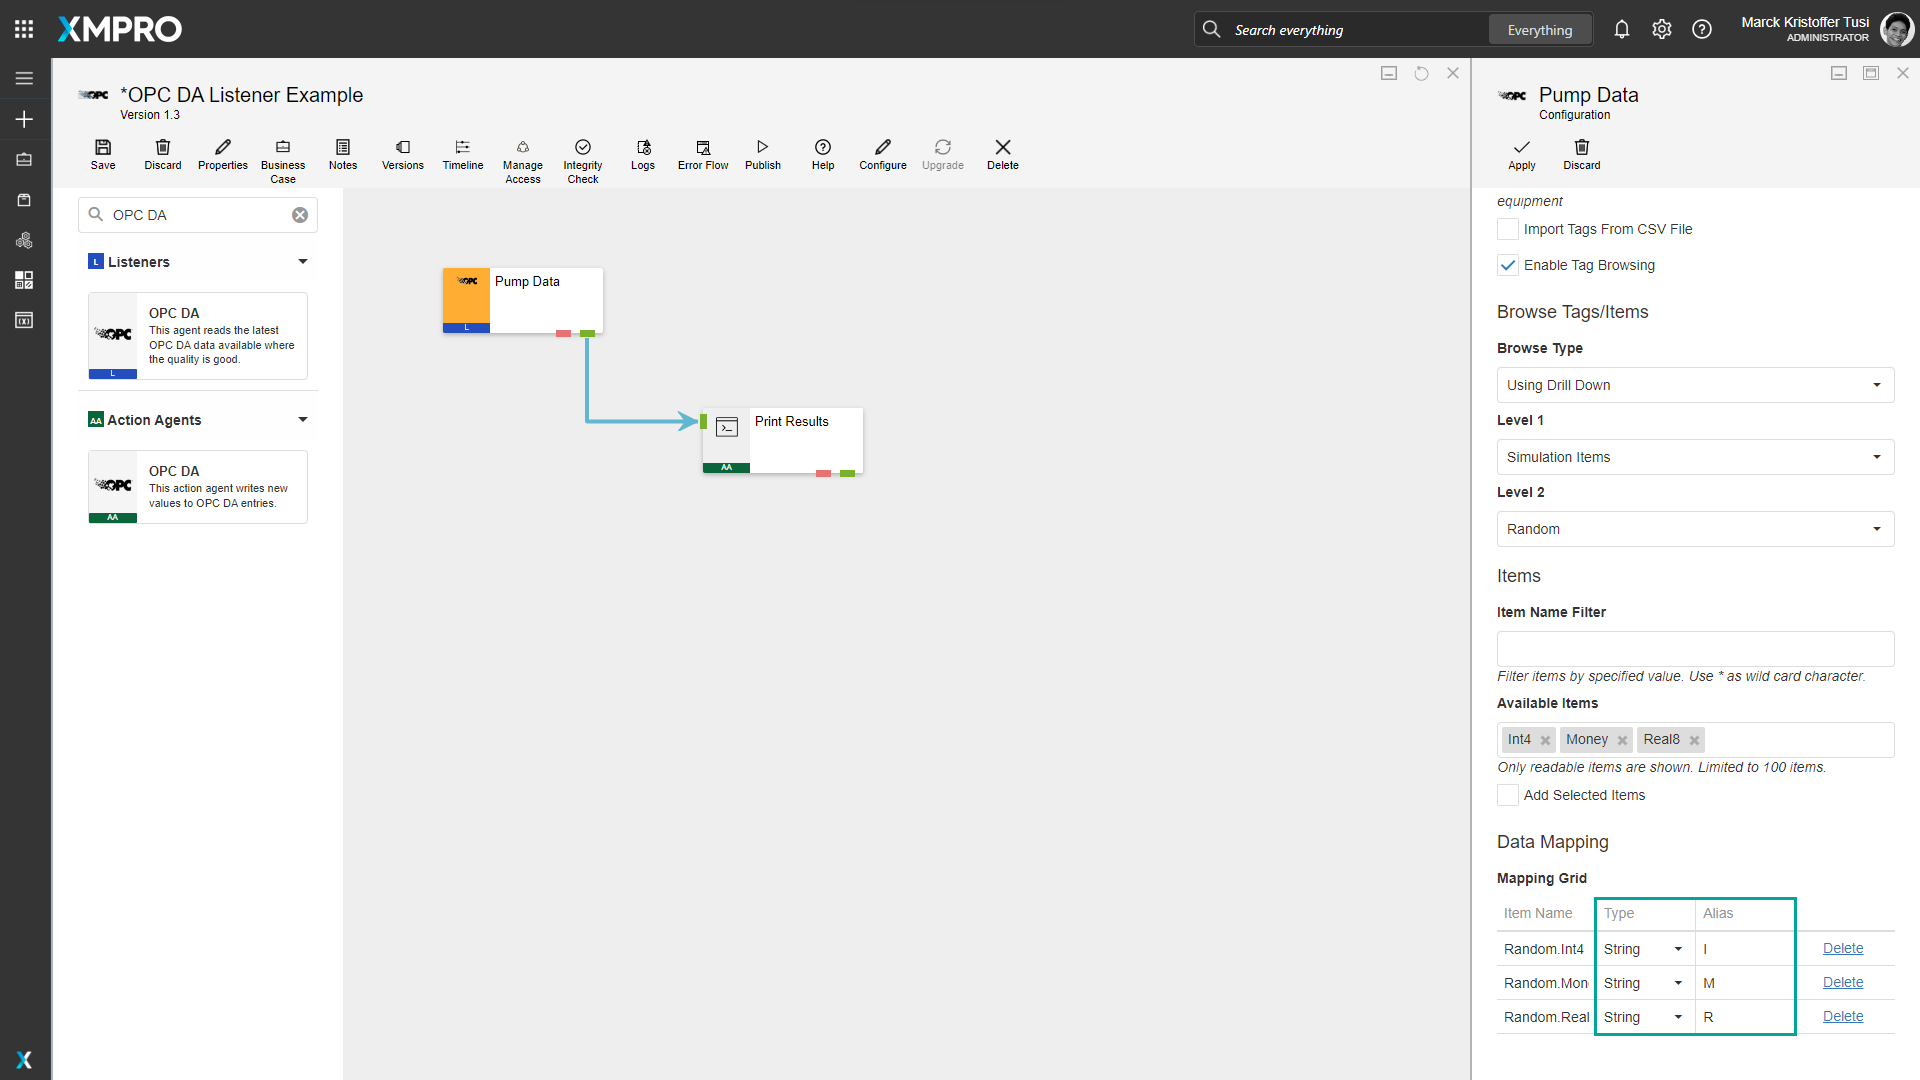 XMPRO
Search everything
Everything
Marck Kristoffer Tusi
ADMINISTRATOR
OPC
*OPC DA Listener Example
Version 1.3
Save
Discard
Properties
Business
Case
Notes
Versions
Timeline
Manage
Access
Integrity
Check
Logs
Error Flow
Publish
Help
Configure
Upgrade
Delete
OPC DA
L
Listeners
OPC
L
OPC DA
This agent reads the latest
OPC DA data available where
the quality is good.
AA
Action Agents
OPC
AA
OPC DA
This action agent writes new
values to OPC DA entries.
OPC
L
Pump Data
AA
Print Results
OPC
Pump Data
Configuration
Apply
Discard
equipment
Import Tags From CSV File
Enable Tag Browsing
Browse Tags/Items
Browse Type
Using Drill Down
Level 1
Simulation Items
Level 2
Random
Items
Item Name Filter
Filter items by specified value. Use * as wild card character.
Available Items
Int4 Money Real8
Only readable items are shown. Limited to 100 items.
Add Selected Items
Data Mapping
Mapping Grid
Item Name Type Alias
Random.Int4 String I Delete
Random.Mon String M Delete
Random.Real String R Delete
X